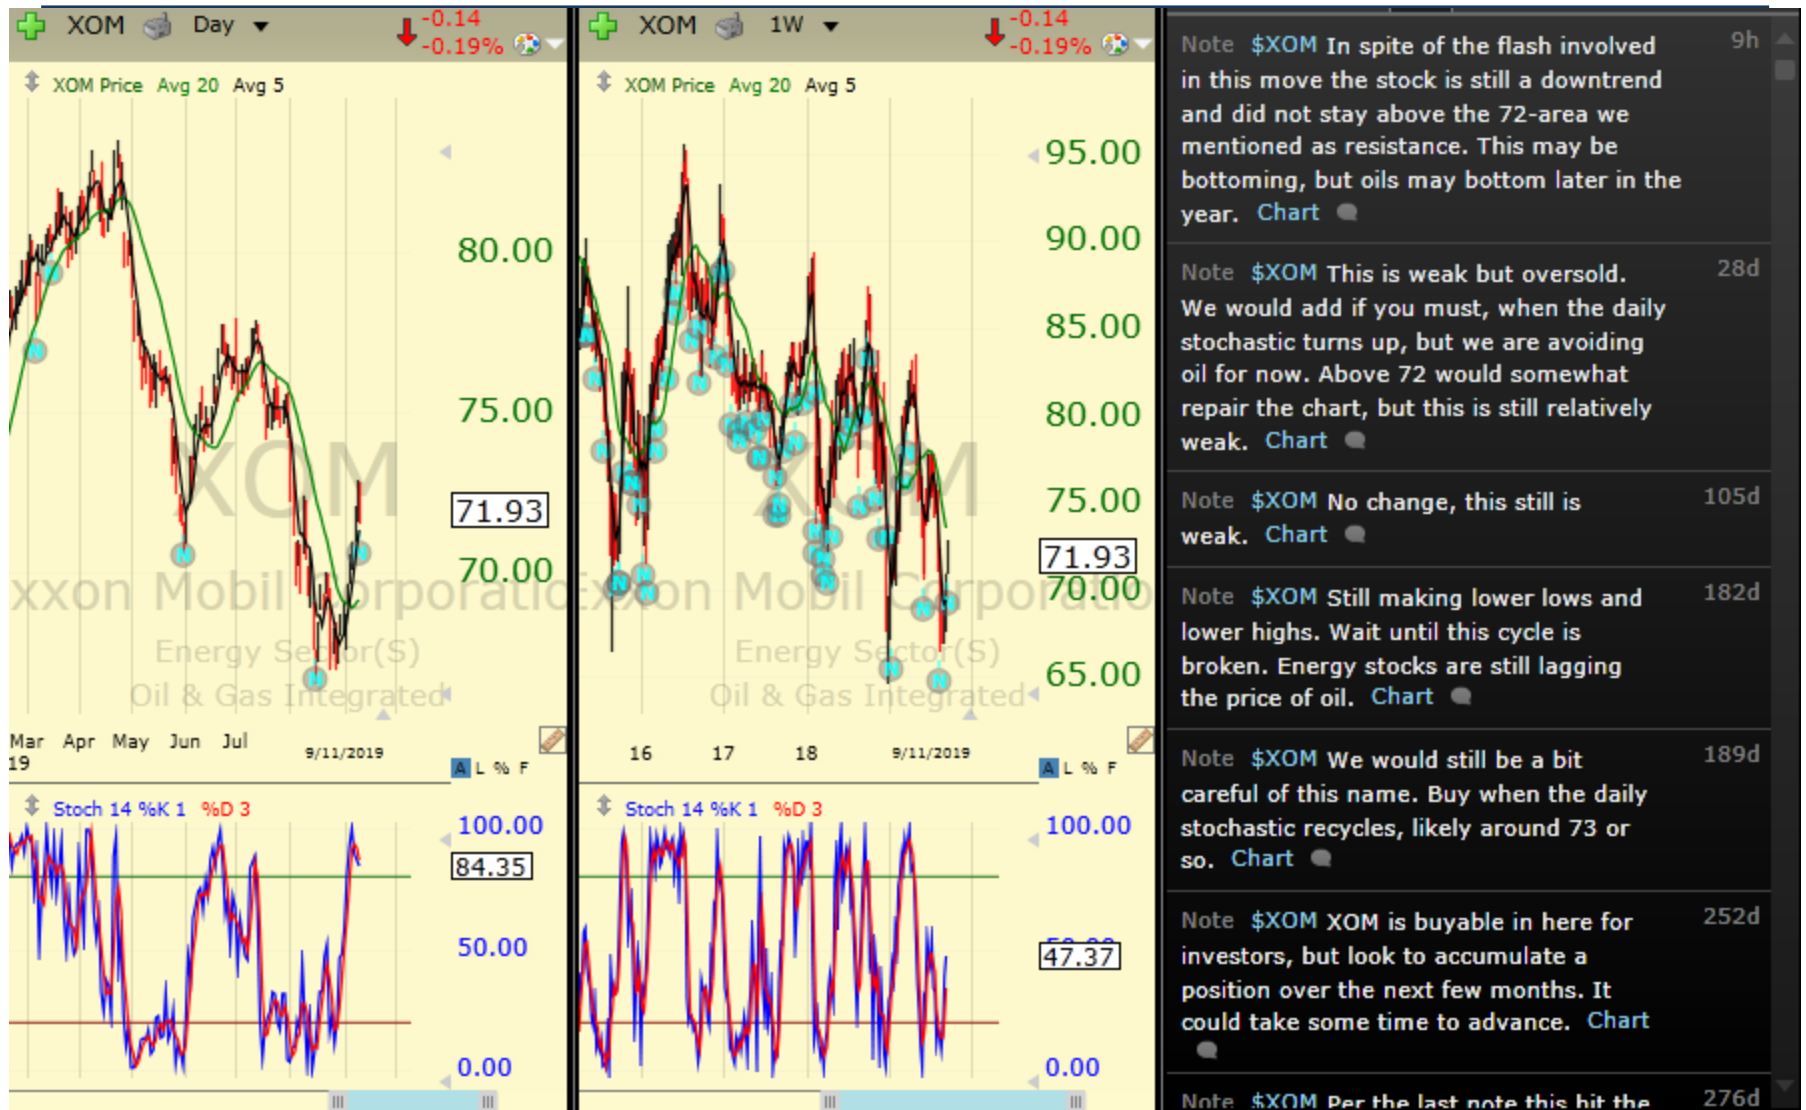 XOM Day
-0.14
-0.19%
XOM Price Avg 20 Avg 5
80.00
75.00
XOM
71.93
70.00
xxon Mobil Corporatio
Energy Sector(S)
Oil & Gas Integrated
Mar Apr May Jun Jul 9/11/2019
19
A L % F
Stoch 14 %K 1 %D 3
100.00
84.35
50.00
0.00
XOM 1W
-0.14
-0.19%
XOM Price Avg 20 Avg 5
95.00
90.00
85.00
80.00
XOM
75.00
71.93
70.00
Exxon Mobil Corporatio
Energy Sector(S)
65.00
Oil & Gas Integrated
16 17 18 9/11/2019
A L % F
Stoch 14 %K 1 %D 3
100.00
47.37
0.00
Note $XOM In spite of the flash involved 9h
in this move the stock is still a downtrend
and did not stay above the 72-area we
mentioned as resistance. This may be
bottoming, but oils may bottom later in the
year. Chart
Note $XOM This is weak but oversold. 28d
We would add if you must, when the daily
stochastic turns up, but we are avoiding
oil for now. Above 72 would somewhat
repair the chart, but this is still relatively
weak. Chart
Note $XOM No change, this still is 105d
weak. Chart
Note $XOM Still making lower lows and 182d
lower highs. Wait until this cycle is
broken. Energy stocks are still lagging
the price of oil. Chart
Note $XOM We would still be a bit 189d
careful of this name. Buy when the daily
stochastic recycles, likely around 73 or
so. Chart
Note $XOM XOM is buyable in here for 252d
investors, but look to accumulate a
position over the next few months. It
could take some time to advance. Chart
Note $XOM Per the last note this hit the 276d